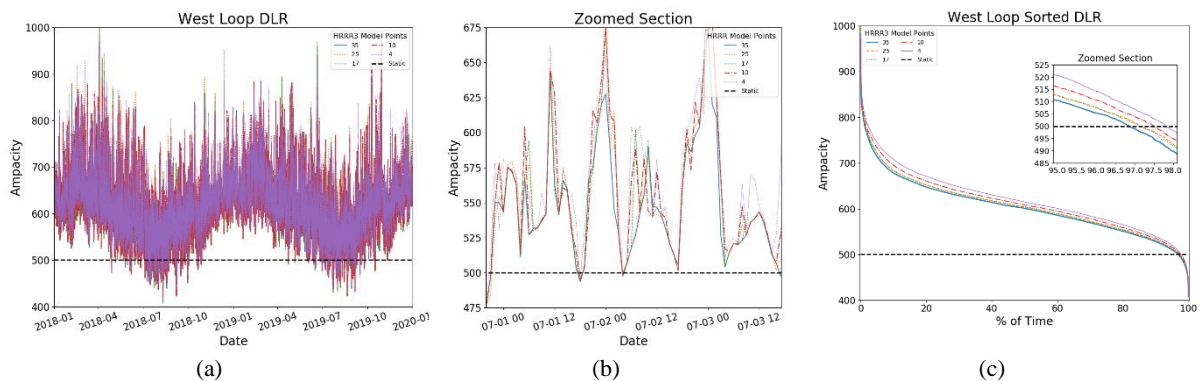 West Loop DLR
HRRR3 Model Points
35
25
17
10
4
Static
Ampacity
1000
900
800
700
600
500
400
2018-01
2018-04
2018-07
2018-10
2019-01
2019-04
2019-07
2019-10
2020-0
Date
(a)
Zoomed Section
HRRR Model Points
35
25
17
10
4
Static
Ampacity
675
650
625
600
575
550
525
500
475
07-01 00
07-01 12
07-02 00
07-02 12
07-03 00
07-03 12
Date
(b)
West Loop Sorted DLR
HRRR3 Model Points
35
25
17
10
4
Static
Zoomed Section
525
520
515
510
505
500
495
490
485
95.0 95.5 96.0 96.5 97.0 97.5 98.0
Ampacity
1000
900
800
700
600
500
400
0 20 40 60 80 100
% of Time
(c)